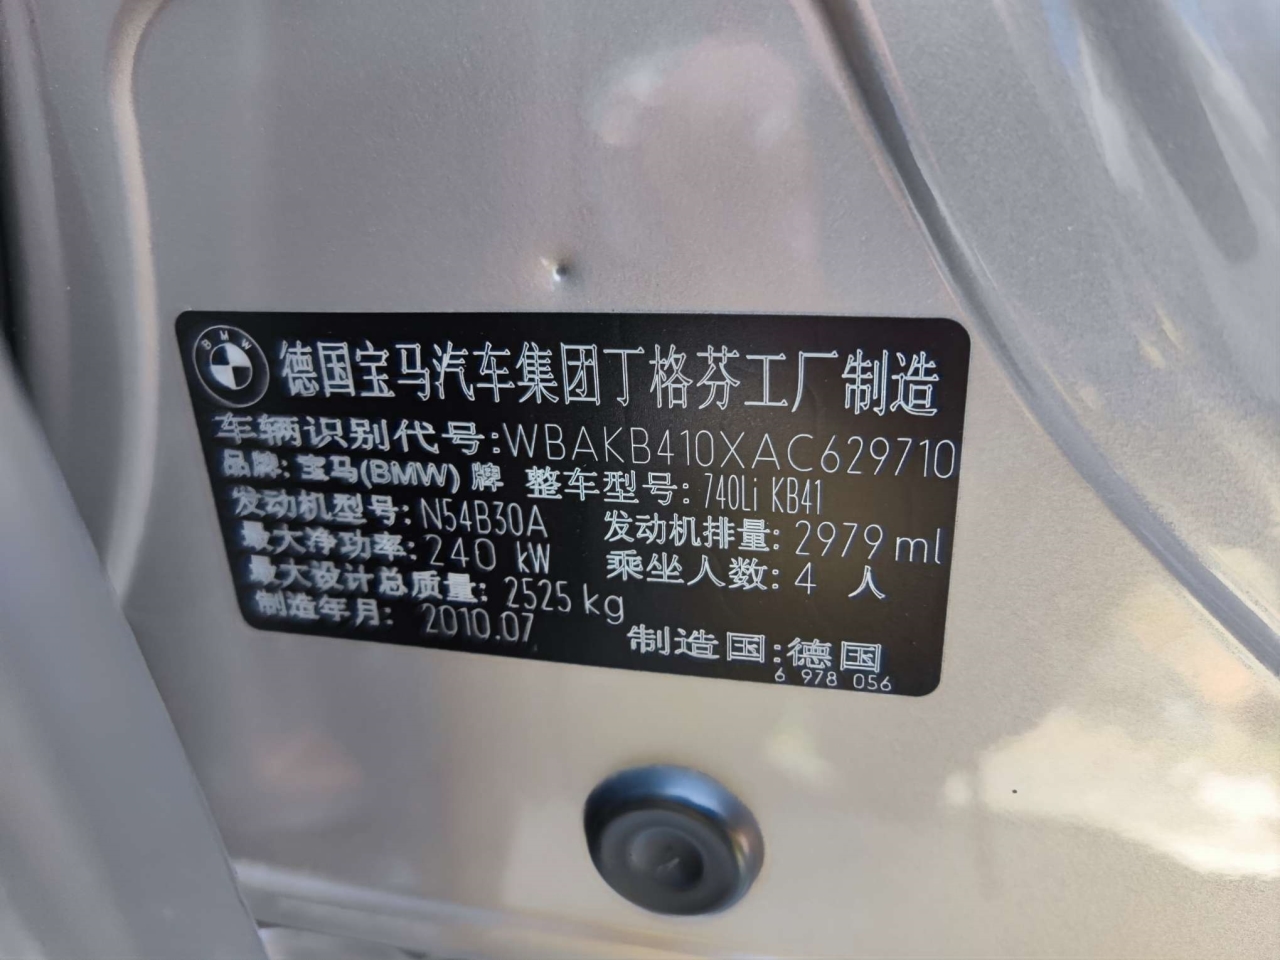 BMW
德国宝马汽车集团丁格芬工厂制造
车辆识别代号:WBAKB410XAC629710
品牌:宝马(BMW)牌 整车型号:740Li KB41
发动机型号:N54B30A 发动机排量:2979ml
最大净功率:240 kW 乘坐人数:4 人
最大设计总质量:2525kg
制造年月:2010.07 制造国:德国
6 978 056